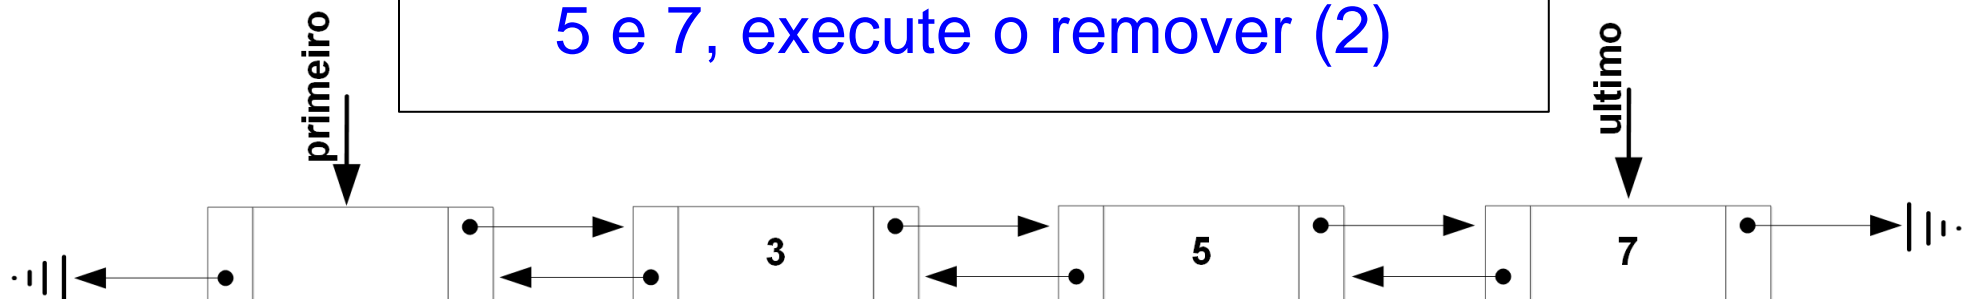 5 e 7, execute o remover (2)
primeiro
ultimo
3
5
7